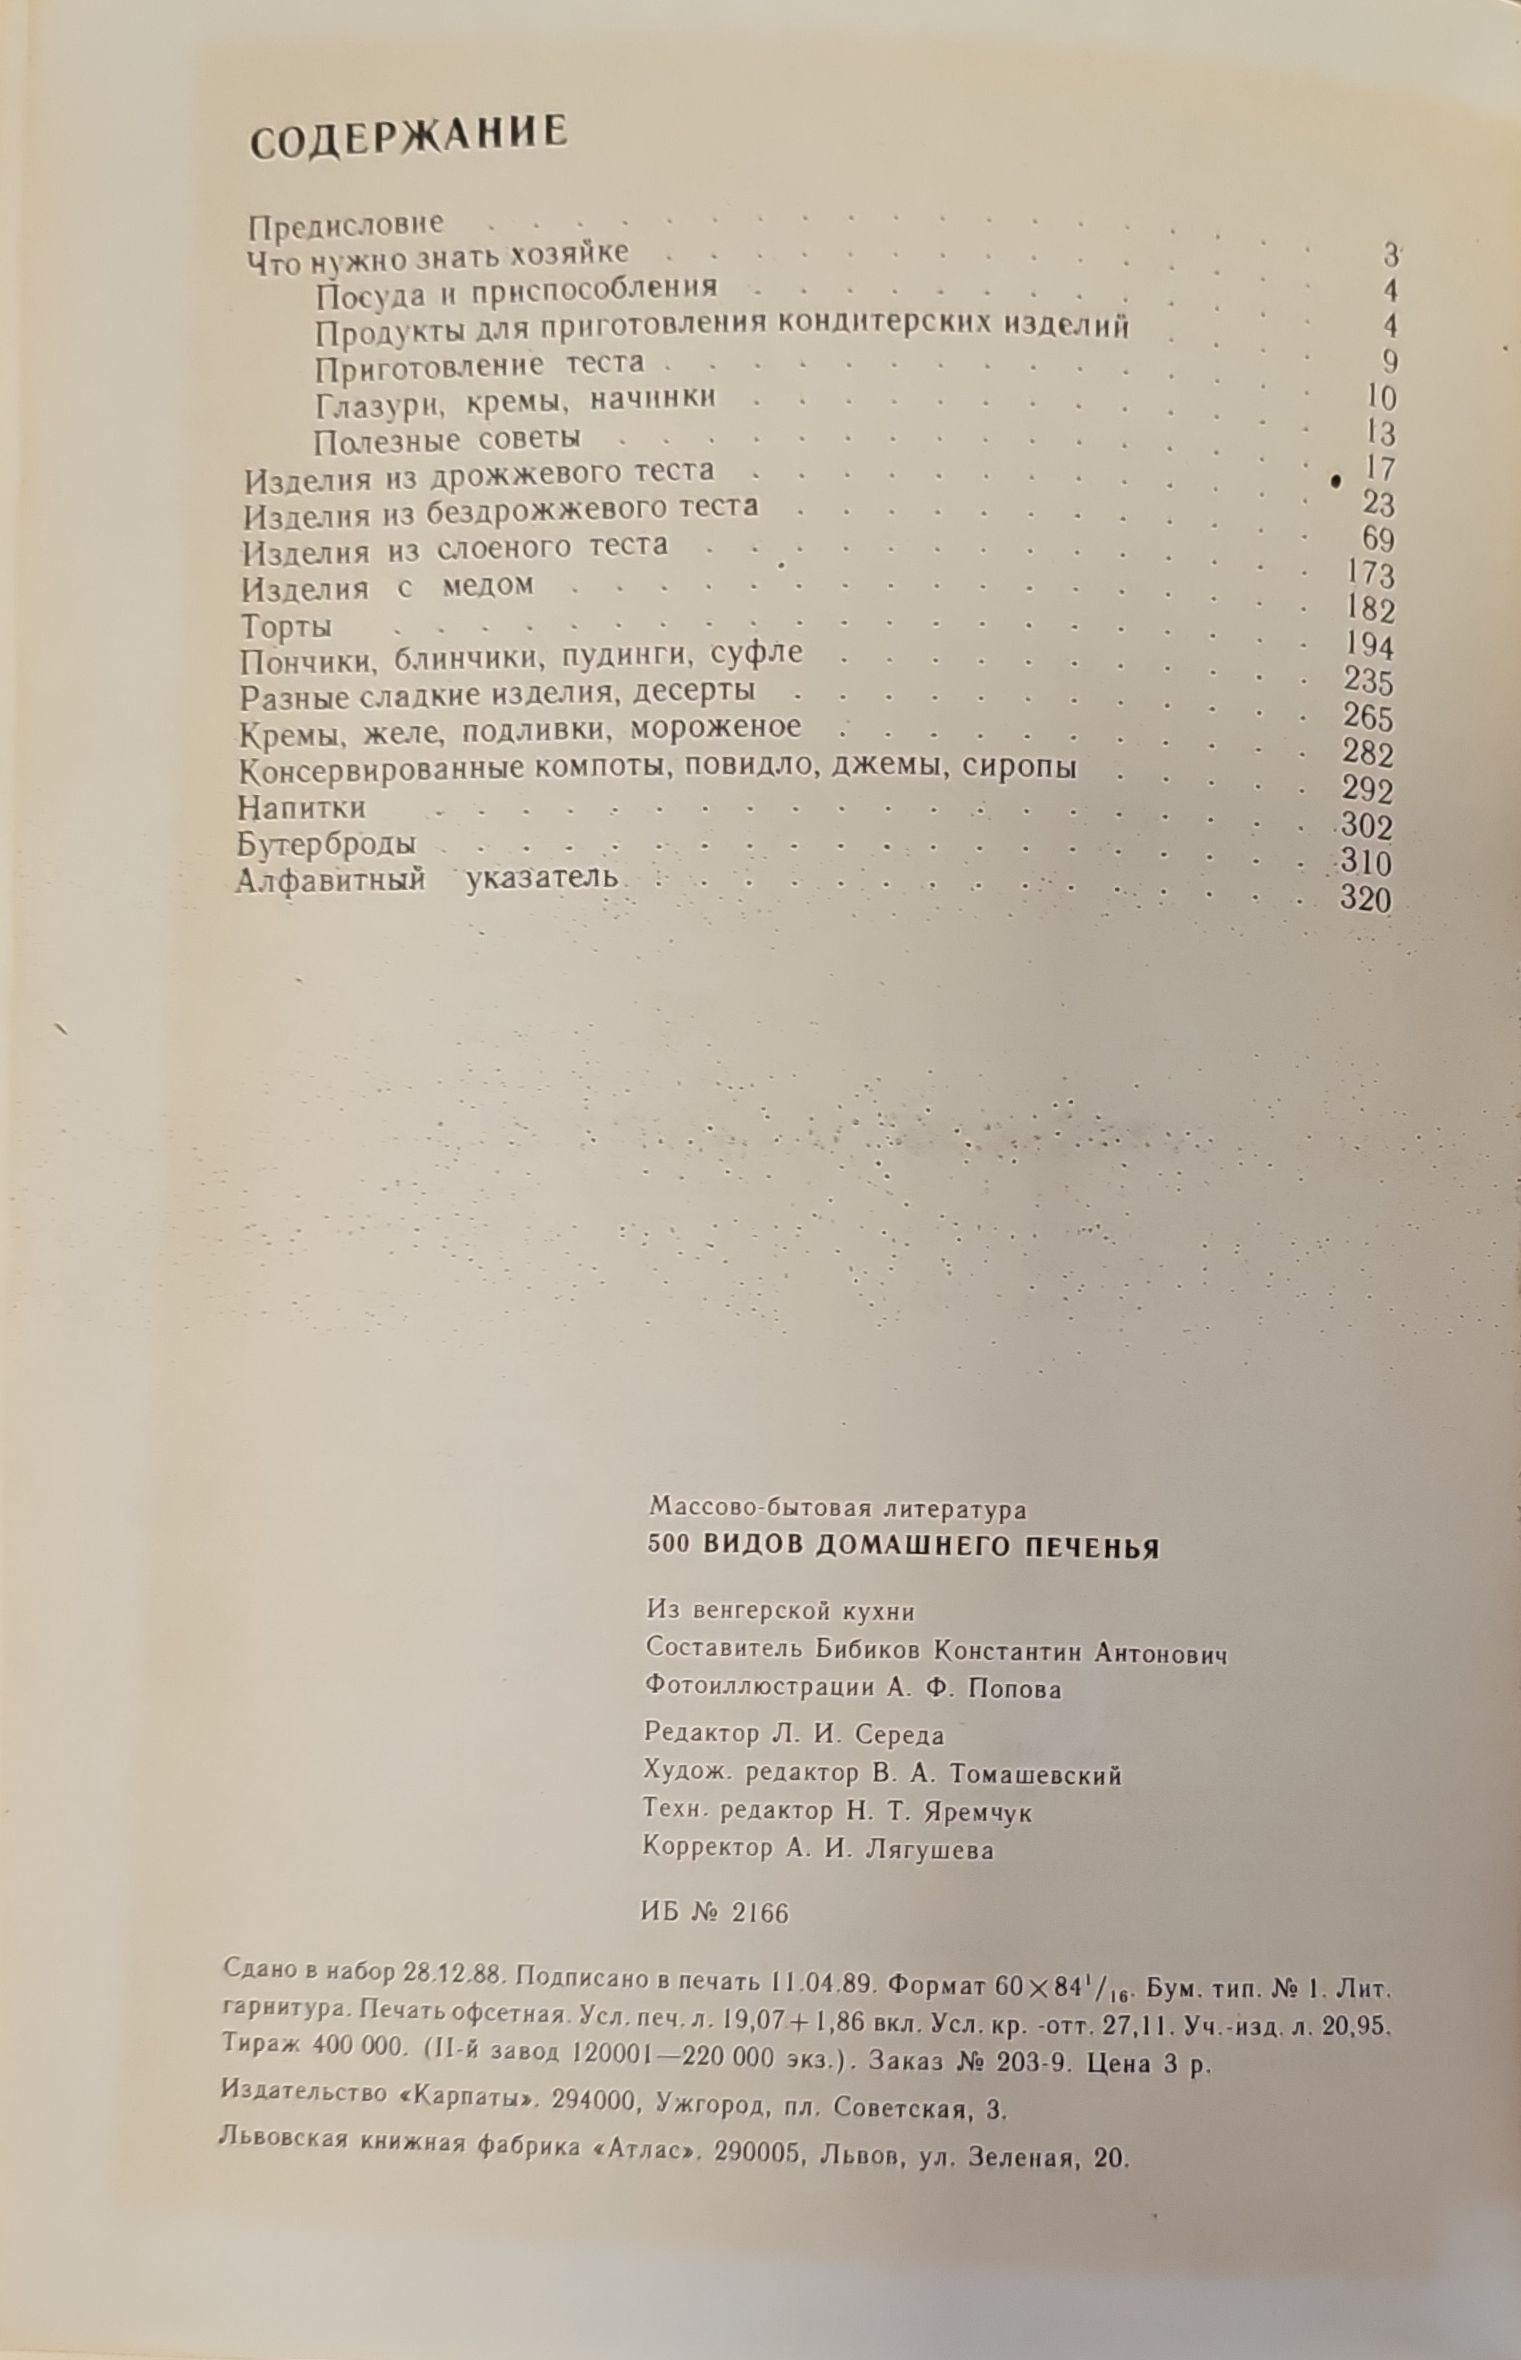 СОДЕРЖАНИЕ
Предисловие . . . . . . . . . . . . . . . . . . 3
Что нужно знать хозяйке . . . . . . . . . . . . . . 4
Посуда и приспособления . . . . . . . . . . . . 4
Продукты для приготовления кондитерских изделий . . . . 9
Приготовление теста . . . . . . . . . . . . . . 10
Глазури, кремы, начинки . . . . . . . . . . . . 13
Полезные советы . . . . . . . . . . . . . . . 17
Изделия из дрожжевого теста . . . . . . . . . . . . 23
Изделия из бездрожжевого теста . . . . . . . . . . . 69
Изделия из слоеного теста . . . . . . . . . . . . . 173
Изделия с медом . . . . . . . . . . . . . . . . 182
Торты . . . . . . . . . . . . . . . . . . . . 194
Пончики, блинчики, пудинги, суфле . . . . . . . . . . 235
Разные сладкие изделия, десерты . . . . . . . . . . . 265
Кремы, желе, подливки, мороженое . . . . . . . . . . 282
Консервированные компоты, повидло, джемы, сиропы . . . . 292
Напитки . . . . . . . . . . . . . . . . . . . 302
Бутерброды . . . . . . . . . . . . . . . . . . 310
Алфавитный указатель . . . . . . . . . . . . . . 320
Массово-бытовая литература
500 ВИДОВ ДОМАШНЕГО ПЕЧЕНЬЯ
Из венгерской кухни
Составитель Бибиков Константин Антонович
Фотоиллюстрации А. Ф. Попова
Редактор Л. И. Середа
Худож. редактор В. А. Томашевский
Техн. редактор Н. Т. Яремчук
Корректор А. И. Лягушева
ИБ № 2166
Сдано в набор 28.12.88. Подписано в печать 11.04.89. Формат 60×84¹/₁₆. Бум. тип. № 1. Лит.
гарнитура. Печать офсетная. Усл. печ. л. 19,07+1,86 вкл. Усл. кр. -отт. 27,11. Уч.-изд. л. 20,95.
Тираж 400 000. (II-й завод 120001—220 000 экз.). Заказ № 203-9. Цена 3 р.
Издательство «Карпаты». 294000, Ужгород, пл. Советская, 3.
Львовская книжная фабрика «Атлас». 290005, Львов, ул. Зеленая, 20.